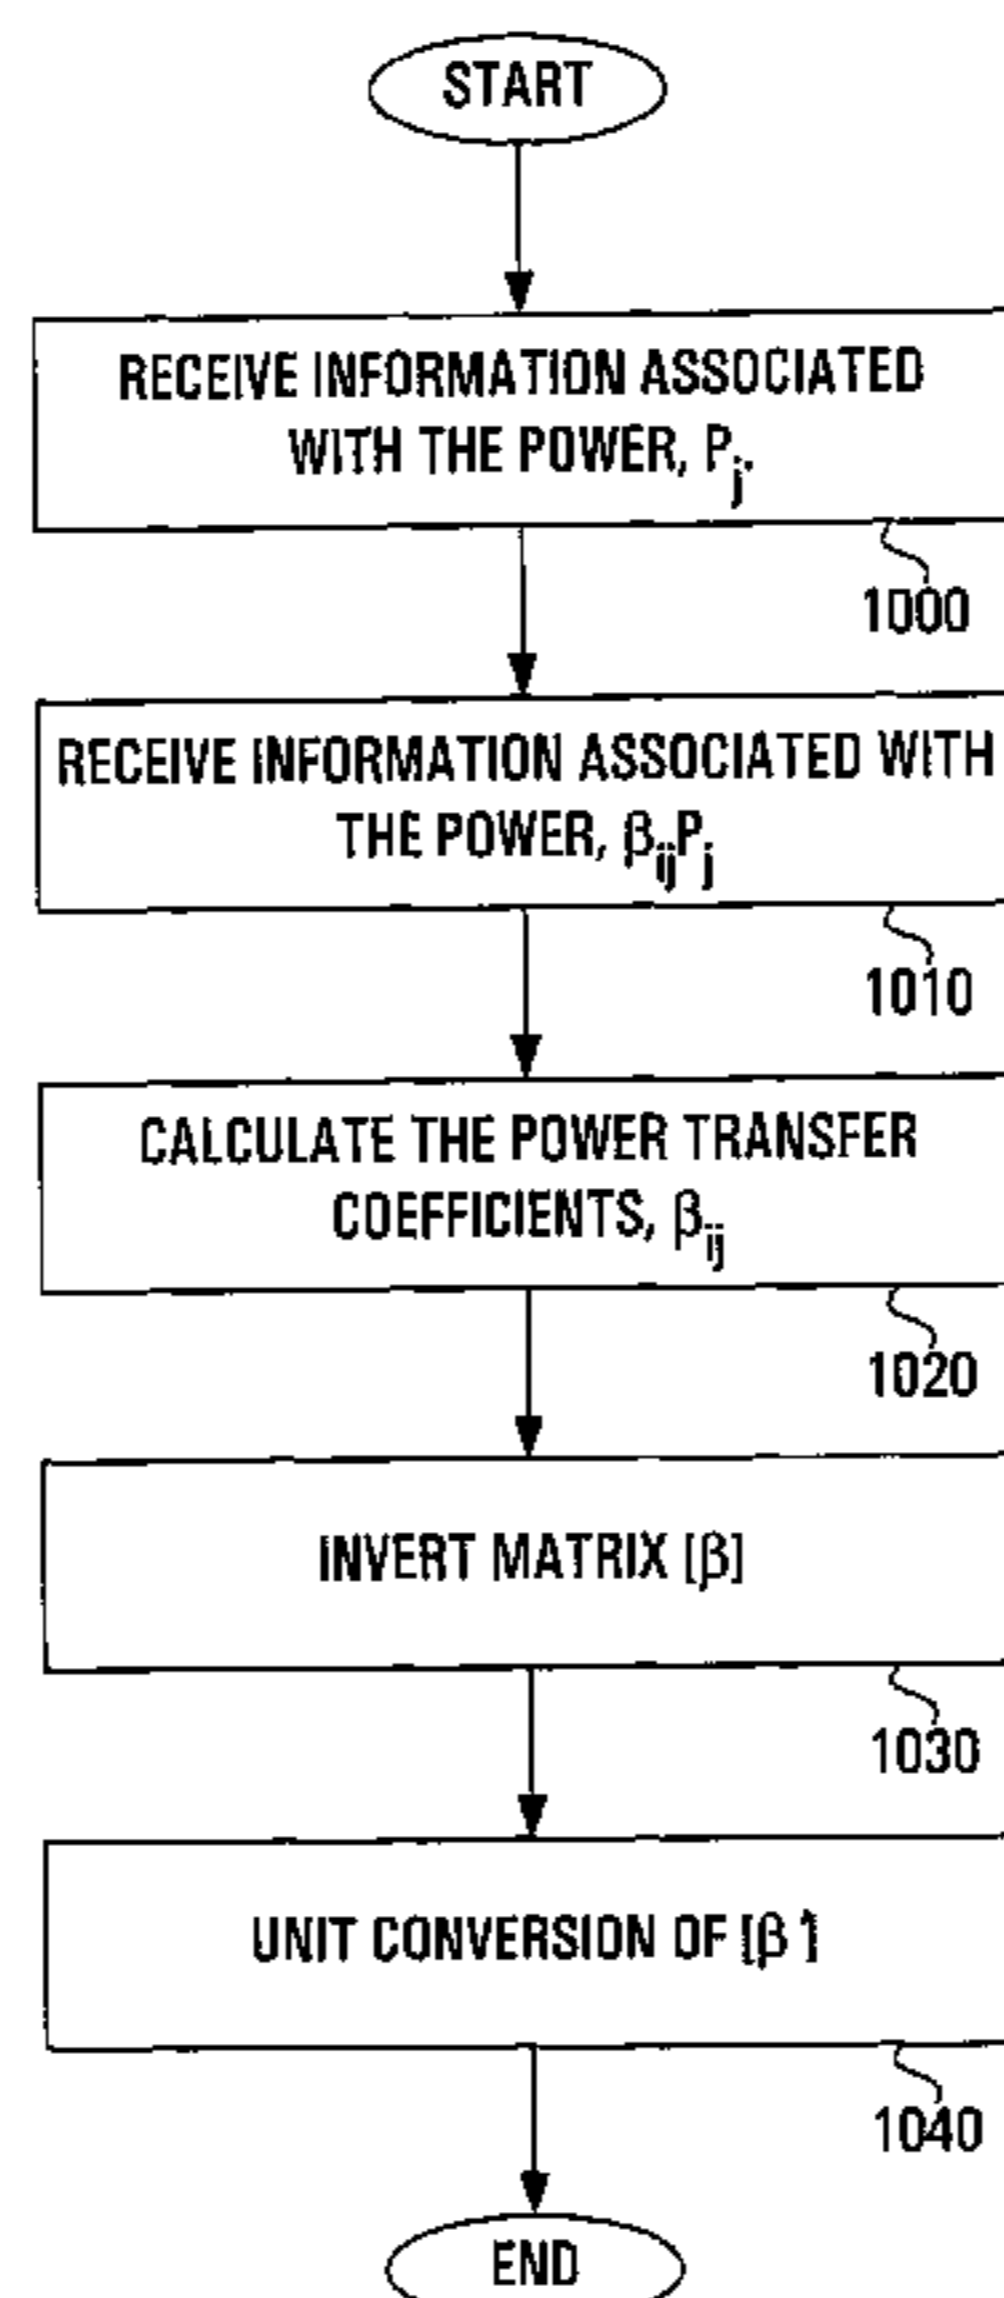 START
RECEIVE INFORMATION ASSOCIATED
WITH THE POWER, Pj.
1000
RECEIVE INFORMATION ASSOCIATED WITH
THE POWER, βijPj
1010
CALCULATE THE POWER TRANSFER
COEFFICIENTS, βij
1020
INVERT MATRIX [β]
1030
UNIT CONVERSION OF
1040
END